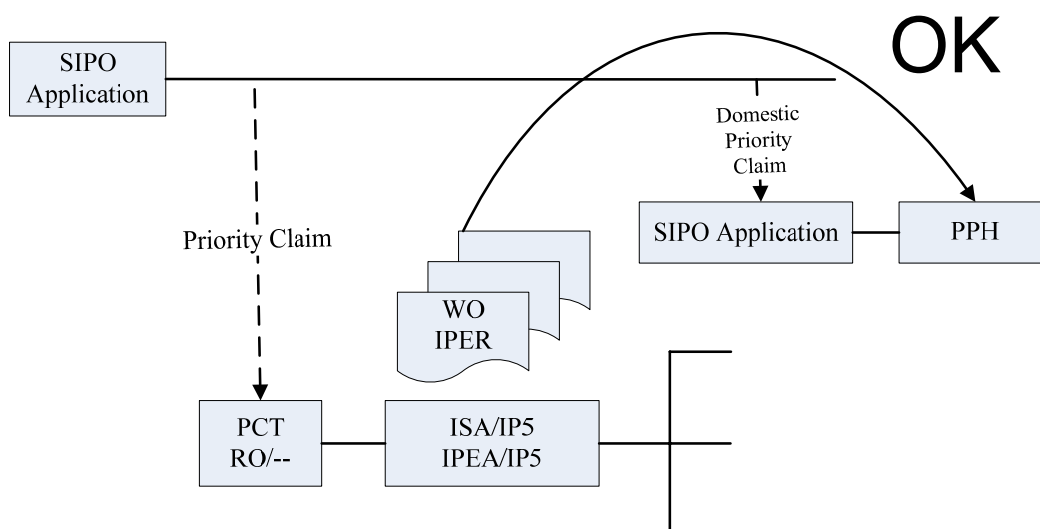 OK
SIPO
Application
Domestic
Priority
Claim
SIPO Application
PPH
Priority Claim
WO
IPER
PCT
RO/--
ISA/IP5
IPEA/IP5